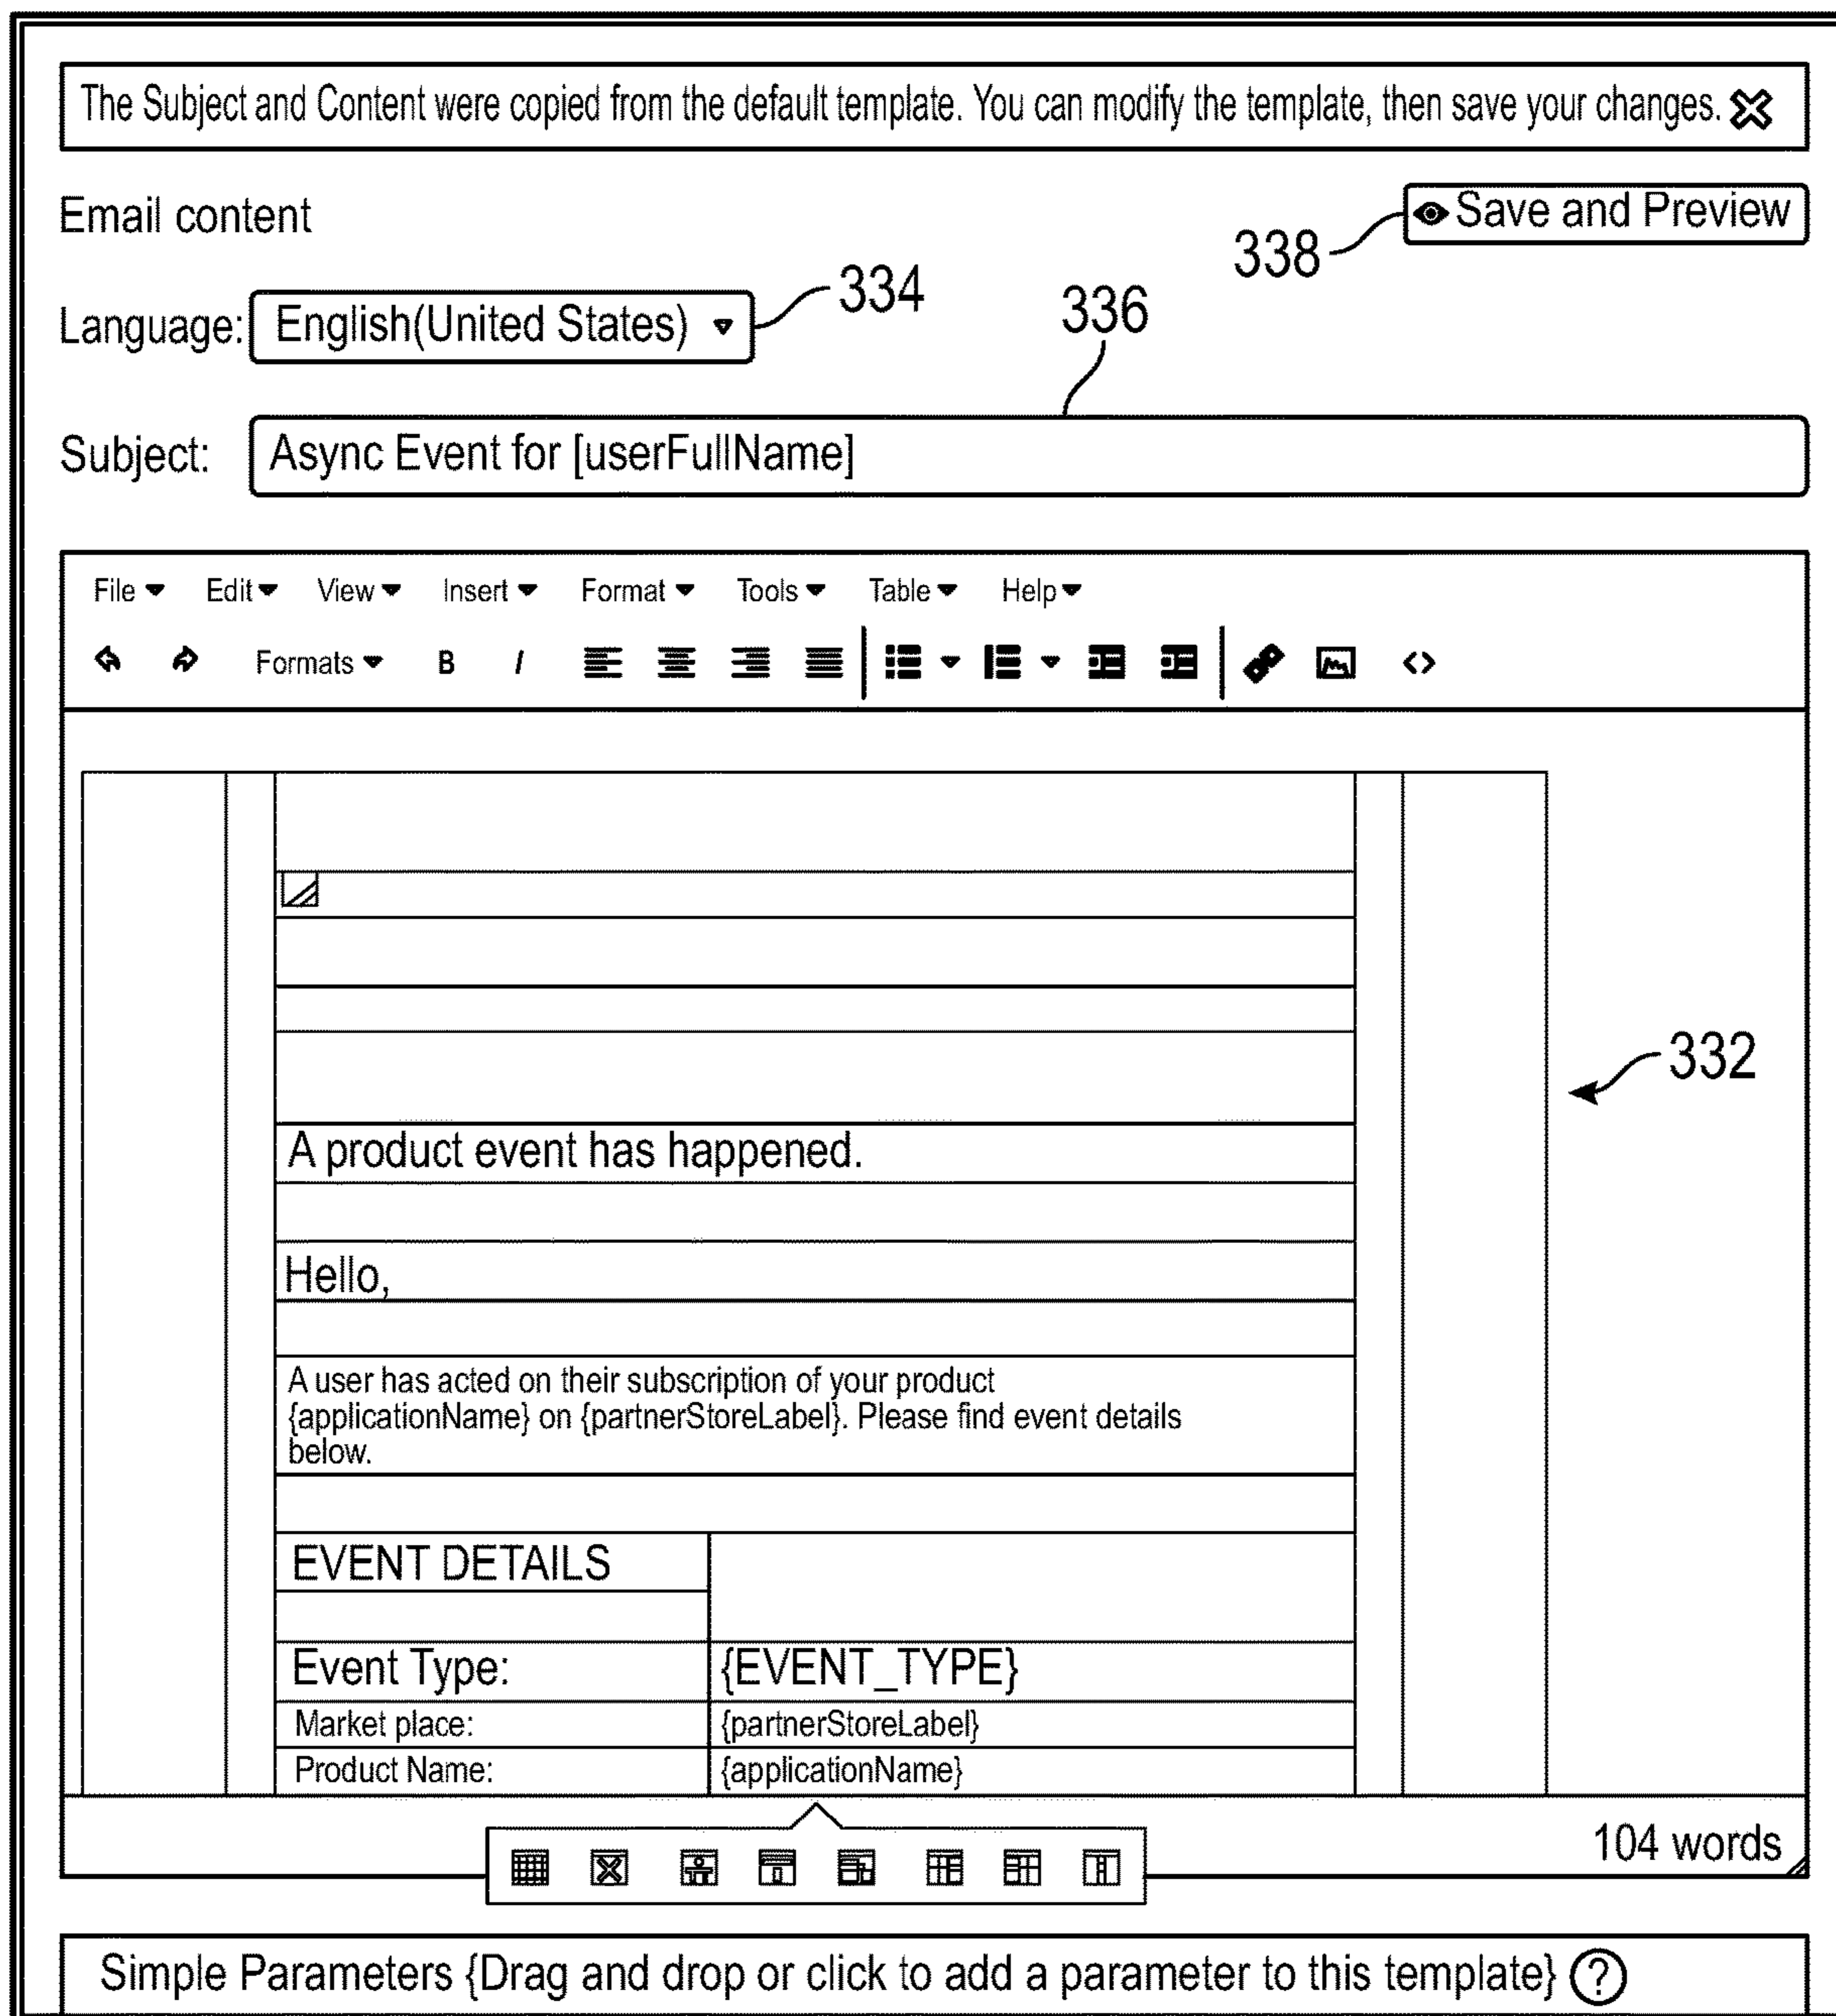 The Subject and Content were copied from the default template. You can modify the template, then save your changes.
Email content
Save and Preview
338
Language: English(United States)
334
336
Subject: Async Event for [userFullName]
File Edit View Insert Format Tools Table Help
Formats B I
332
A product event has happened.
Hello,
A user has acted on their subscription of your product
{applicationName} on {partnerStoreLabel}. Please find event details
below.
EVENT DETAILS
Event Type: {EVENT_TYPE}
Market place: {partnerStoreLabel}
Product Name: {applicationName}
104 words
Simple Parameters {Drag and drop or click to add a parameter to this template} ?